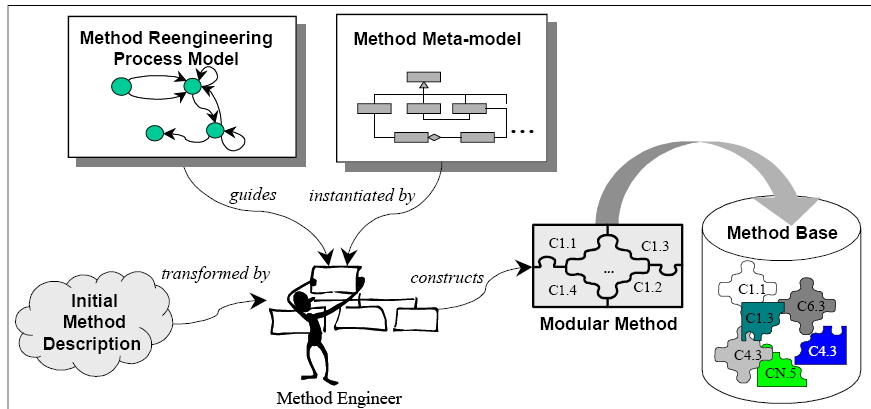 Method Reengineering
Process Model
Method Meta-model
...
guides
instantiated by
transformed by
constructs
Initial
Method
Description
Method Engineer
C1.1
C1.3
...
C1.4
C1.2
Modular Method
Method Base
C1.1
C6.3
C1.3
C4.3
C4.3
CN.5